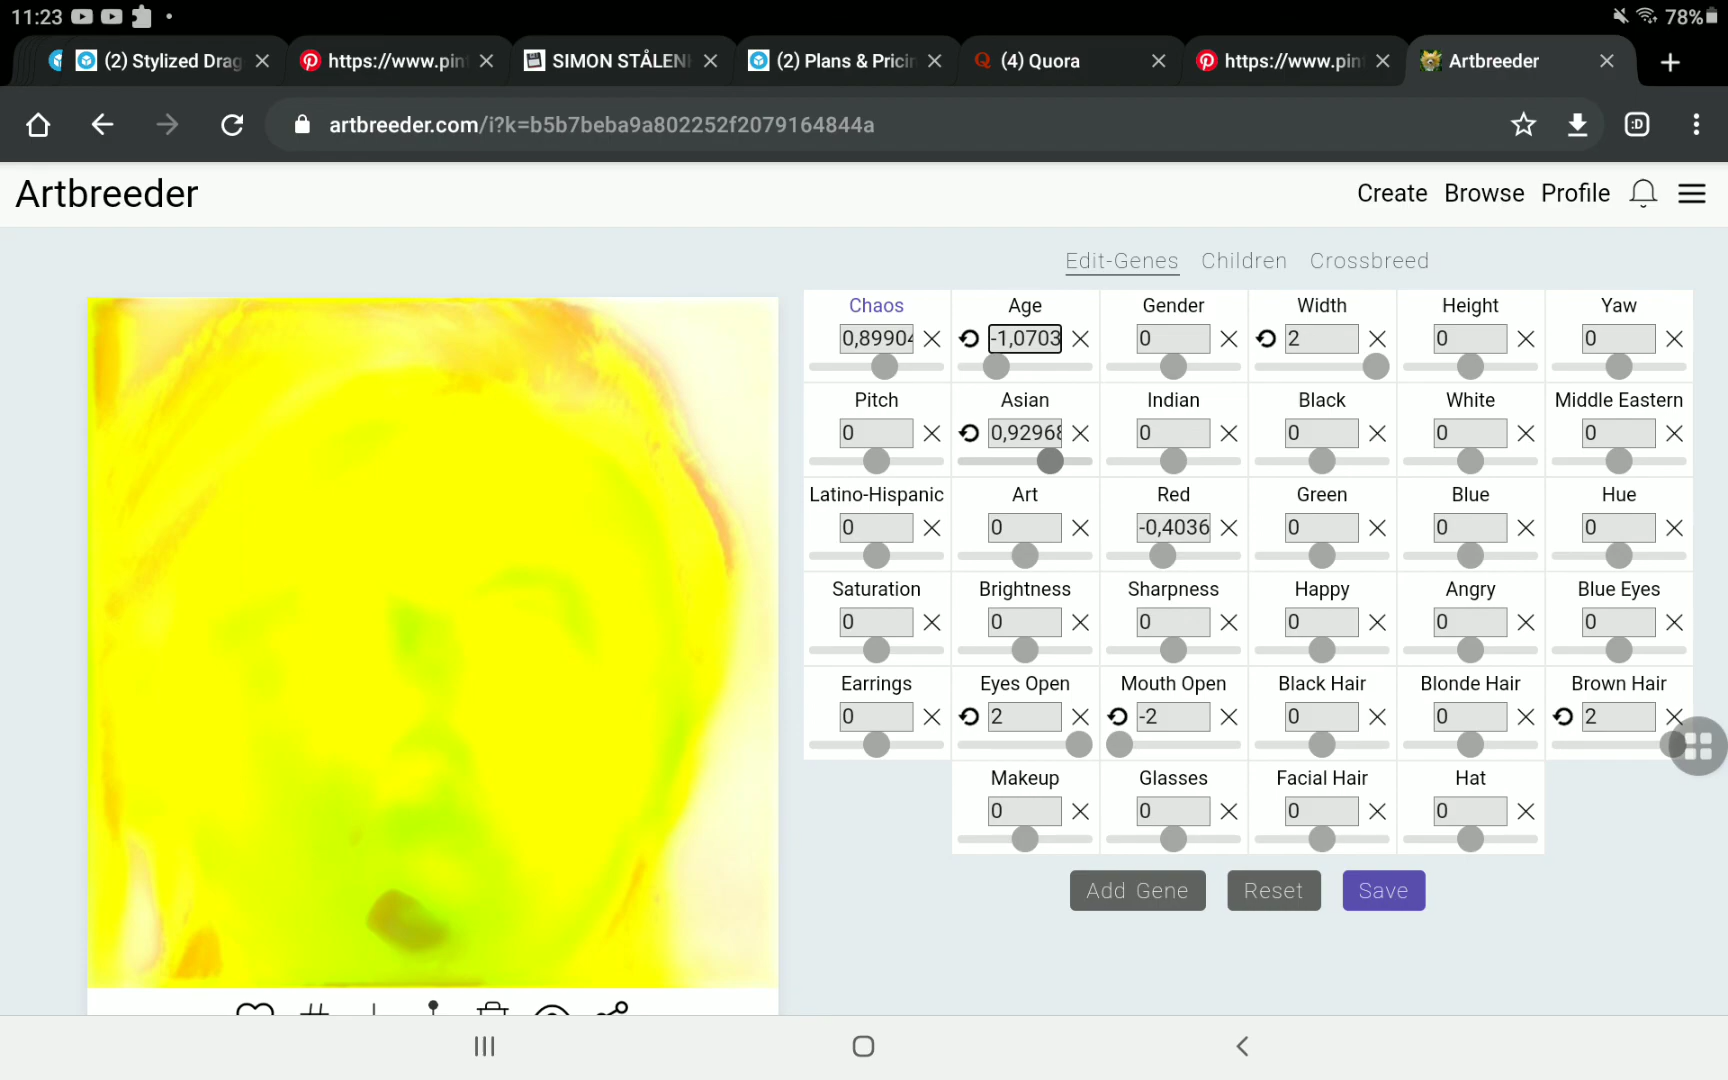 11:23
78%
(2) Stylized Drag
https://www.pin
SIMON STÅLEN
(2) Plans & Pricin
(4) Quora
https://www.pin
Artbreeder
artbreeder.com/i?k=b5b7beba9a802252f2079164844a
:D
Artbreeder
Create Browse Profile
Edit-Genes Children Crossbreed
Chaos Age Gender Width Height Yaw
0,89904 -1,0703 0 2 0 0
Pitch Asian Indian Black White Middle Eastern
0 0,92968 0 0 0 0
Latino-Hispanic Art Red Green Blue Hue
0 0 -0,4036 0 0 0
Saturation Brightness Sharpness Happy Angry Blue Eyes
0 0 0 0 0 0
Earrings Eyes Open Mouth Open Black Hair Blonde Hair Brown Hair
0 2 -2 0 0 2
Makeup Glasses Facial Hair Hat
0 0 0 0
Add Gene Reset Save